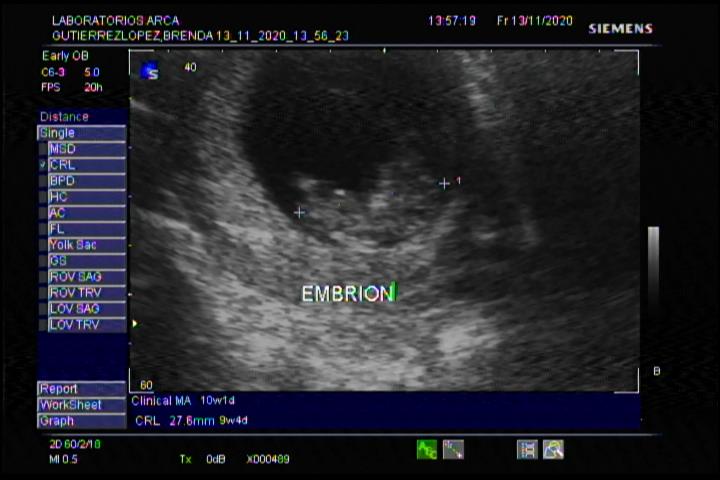 LABORATORIOS ARCA
13:57:19 Fr 13/11/2020
SIEMENS
GUTIERREZLOPEZ,BRENDA 13_11_2020_13_56_23
Early OB
C6-3 5.0
FPS 20h
S
40
Distance
Single
MSD
CRL
BPD
HC
AC
FL
Yolk Sac
GS
ROV SAG
ROV TRV
LOV SAG
LOV TRV
1
EMBRION
60
B
Report
WorkSheet
Graph
Clinical MA 10w1d
CRL 27.6mm 9w4d
2D 60/2/18
MI 0.5
Tx 0dB X000489